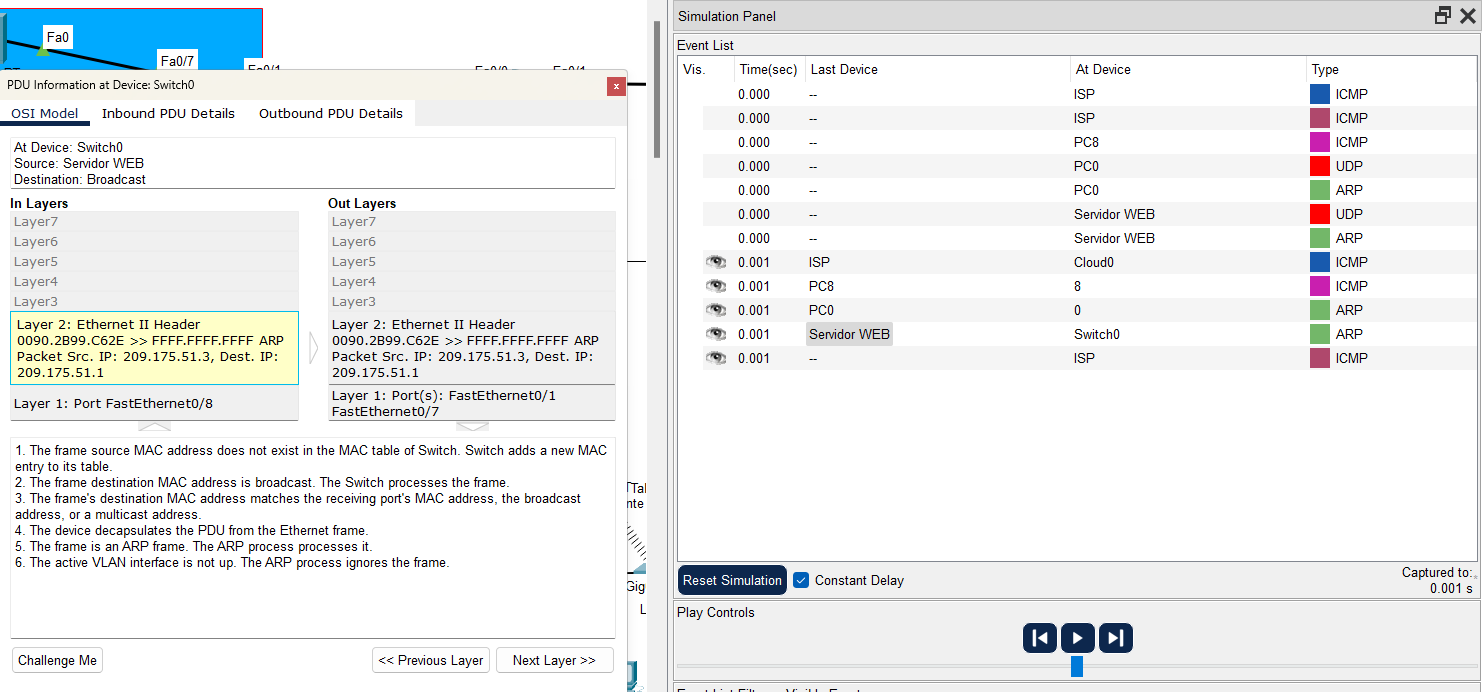 Fa0
Fa0/7
PDU Information at Device: Switch0
x
OSI Model Inbound PDU Details Outbound PDU Details
At Device: Switch0
Source: Servidor WEB
Destination: Broadcast
In Layers
Layer7
Layer6
Layer5
Layer4
Layer3
Layer 2: Ethernet II Header
0090.2B99.C62E >> FFFF.FFFF.FFFF ARP
Packet Src. IP: 209.175.51.3, Dest. IP:
209.175.51.1
Layer 1: Port FastEthernet0/8
Out Layers
Layer7
Layer6
Layer5
Layer4
Layer3
Layer 2: Ethernet II Header
0090.2B99.C62E >> FFFF.FFFF.FFFF ARP
Packet Src. IP: 209.175.51.3, Dest. IP:
209.175.51.1
Layer 1: Port(s): FastEthernet0/1
FastEthernet0/7
1. The frame source MAC address does not exist in the MAC table of Switch. Switch adds a new MAC
entry to its table.
2. The frame destination MAC address is broadcast. The Switch processes the frame.
3. The frame's destination MAC address matches the receiving port's MAC address, the broadcast
address, or a multicast address.
4. The device decapsulates the PDU from the Ethernet frame.
5. The frame is an ARP frame. The ARP process processes it.
6. The active VLAN interface is not up. The ARP process ignores the frame.
Challenge Me << Previous Layer Next Layer >>
Simulation Panel
Event List
Vis. Time(sec) Last Device At Device Type
0.000 -- ISP ICMP
0.000 -- ISP ICMP
0.000 -- PC8 ICMP
0.000 -- PC0 UDP
0.000 -- PC0 ARP
0.000 -- Servidor WEB UDP
0.000 -- Servidor WEB ARP
0.001 ISP Cloud0 ICMP
0.001 PC8 8 ICMP
0.001 PC0 0 ARP
0.001 Servidor WEB Switch0 ARP
0.001 -- ISP ICMP
Reset Simulation Constant Delay
Captured to:
0.001 s
Play Controls